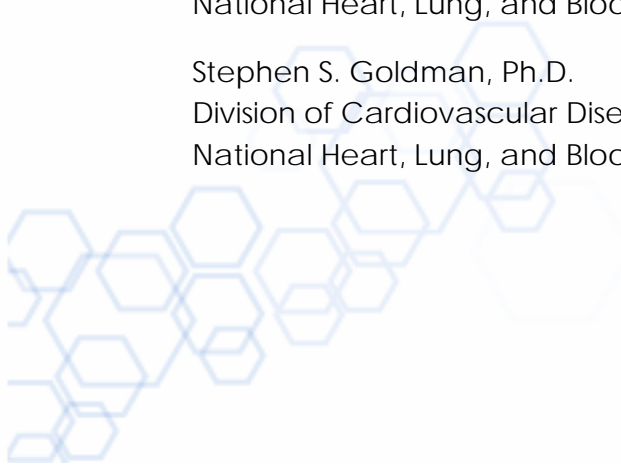 National Heart, Lung, and Bloo
Stephen S. Goldman, Ph.D.
Division of Cardiovascular Dise
National Heart, Lung, and Bloo